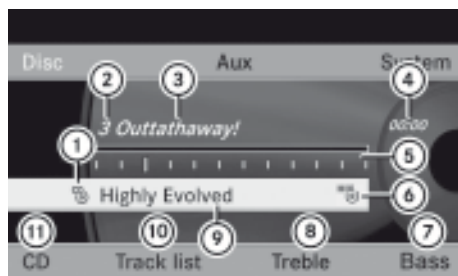 Disc Aux System
2 3 4
3 Outtathaway! 00:00
1
5
Highly Evolved 6
11 10 9 8 7
CD Track list Treble Bass